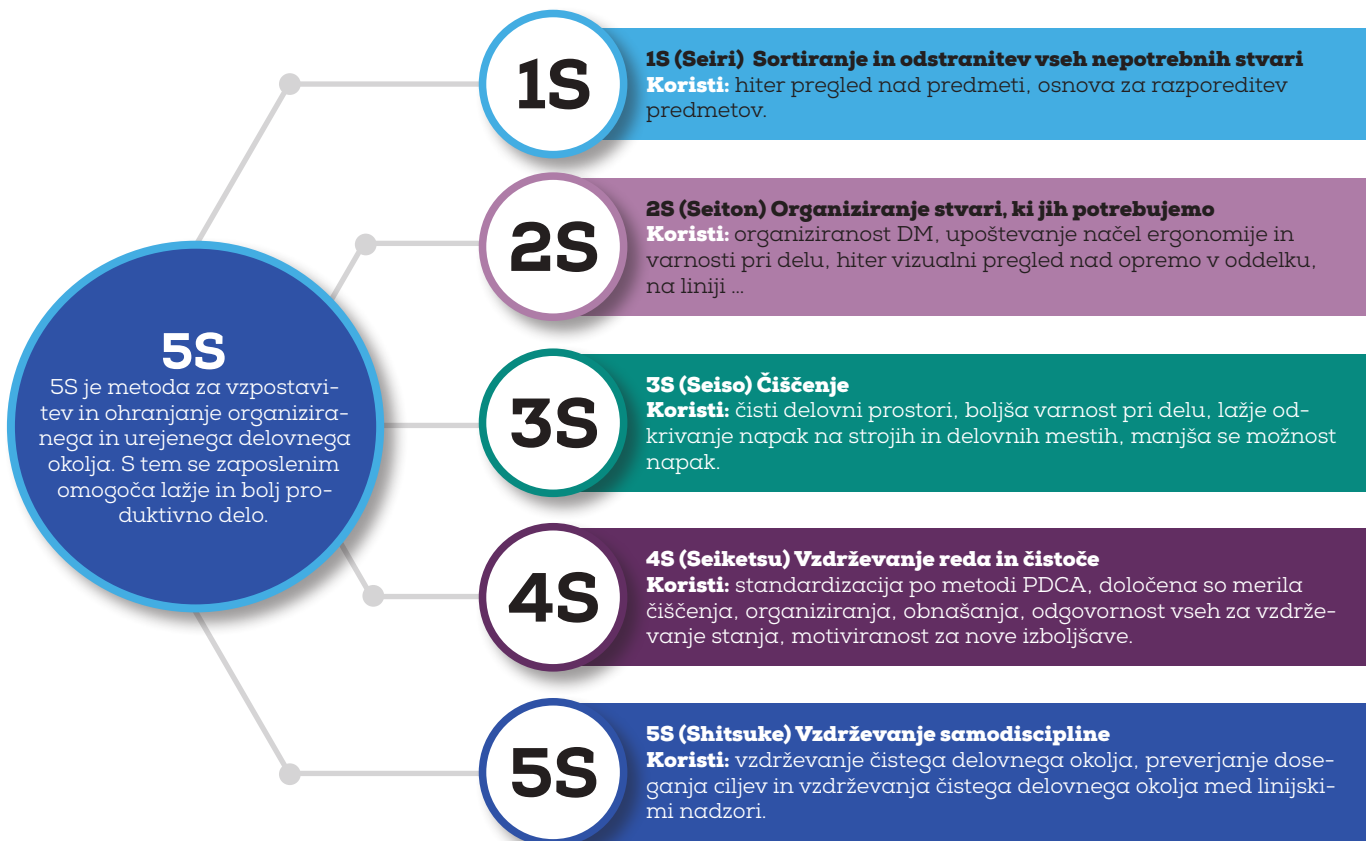 5S
5S je metoda za vzpostavi-
tev in ohranjanje organizira-
nega in urejenega delovnega
okolja. S tem se zaposlenim
omogoča lažje in bolj pro-
duktivno delo.
1S
1S (Seiri) Sortiranje in odstranitev vseh nepotrebnih stvari
Koristi: hiter pregled nad predmeti, osnova za razporeditev
predmetov.
2S
2S (Seiton) Organiziranje stvari, ki jih potrebujemo
Koristi: organiziranost DM, upoštevanje načel ergonomije in
varnosti pri delu, hiter vizualni pregled nad opremo v oddelku,
na liniji ...
3S
3S (Seiso) Čiščenje
Koristi: čisti delovni prostori, boljša varnost pri delu, lažje od-
krivanje napak na strojih in delovnih mestih, manjša se možnost
napak.
4S
4S (Seiketsu) Vzdrževanje reda in čistoče
Koristi: standardizacija po metodi PDCA, določena so merila
čiščenja, organiziranja, obnašanja, odgovornost vseh za vzdrže-
vanje stanja, motiviranost za nove izboljšave.
5S
5S (Shitsuke) Vzdrževanje samodiscipline
Koristi: vzdrževanje čistega delovnega okolja, preverjanje dose-
ganja ciljev in vzdrževanja čistega delovnega okolja med linijski-
mi nadzori.